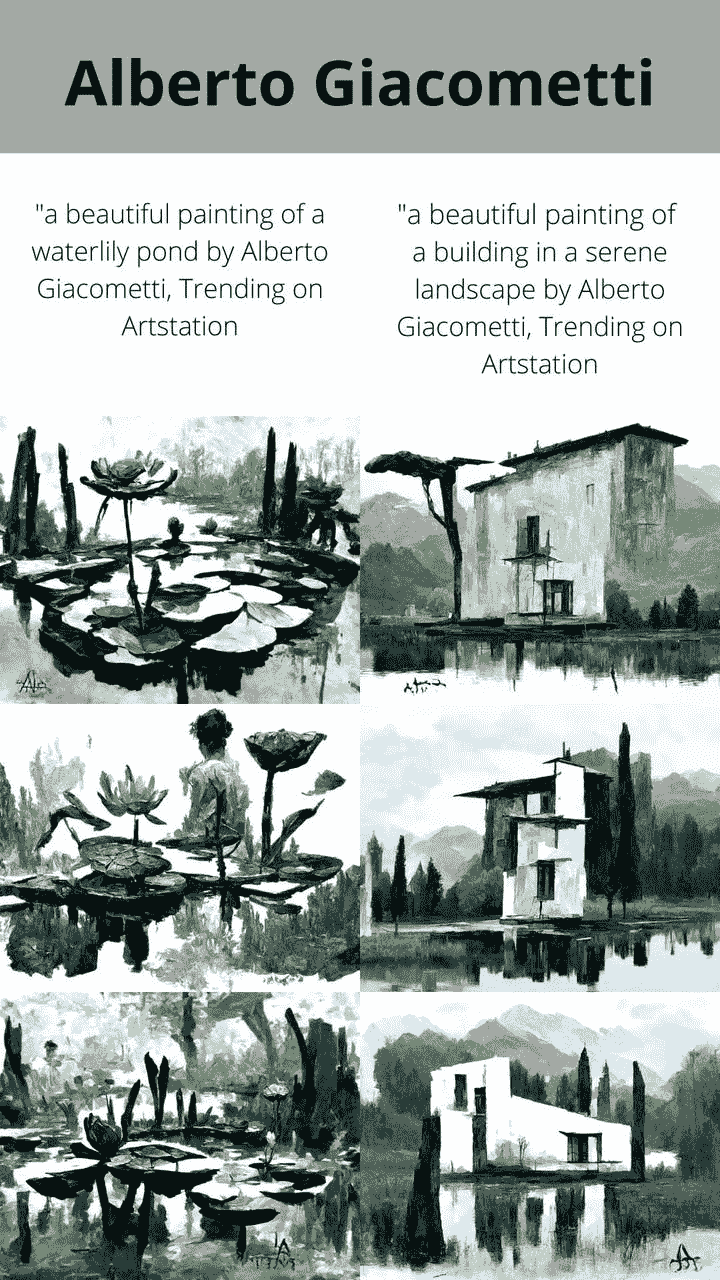 Alberto Giacometti
"a beautiful painting of a
waterlily pond by Alberto
Giacometti, Trending on
Artstation
"a beautiful painting of
a building in a serene
landscape by Alberto
Giacometti, Trending on
Artstation